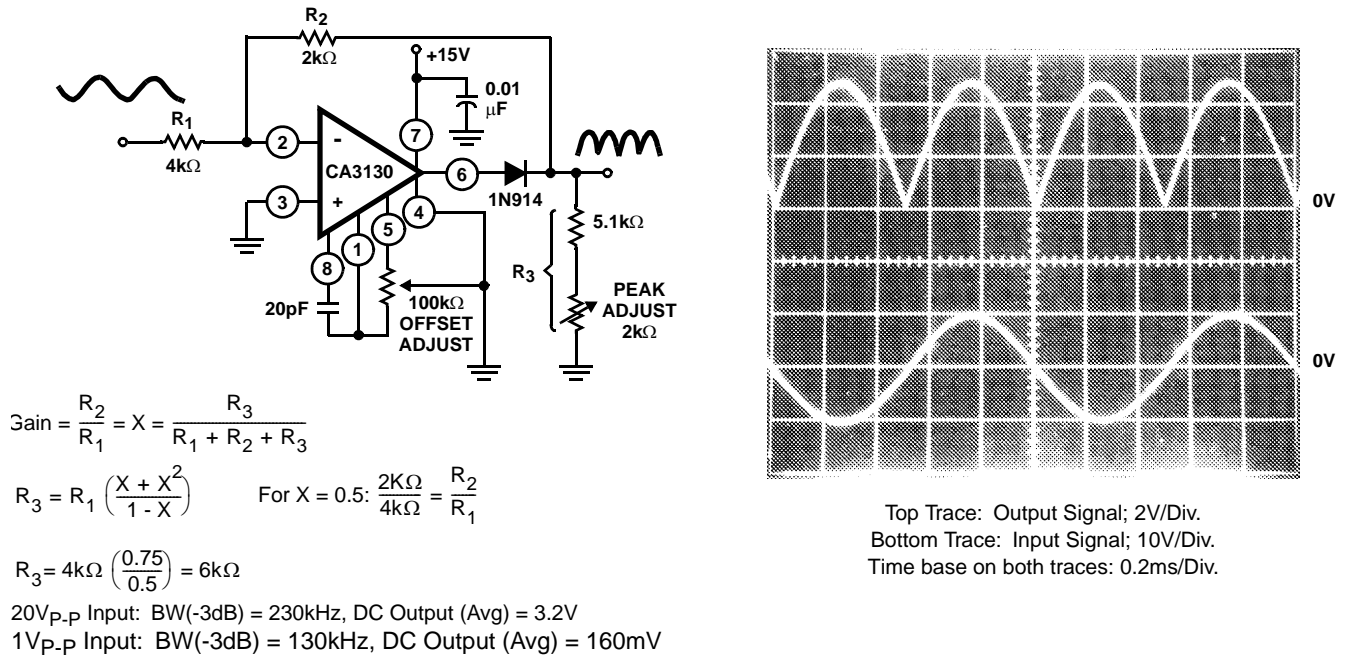 R2
2kΩ
+15V
0.01
µF
R1
4kΩ
2
-
7
CA3130
6
1N914
3
+
4
5
1
8
5.1kΩ
R3
20pF
100kΩ
OFFSET
ADJUST
PEAK
ADJUST
2kΩ
0V
0V
Gain = R2/R1 = X = R3/(R1 + R2 + R3)
R3 = R1 ((X + X²)/(1 - X)) For X = 0.5: 2KΩ/4kΩ = R2/R1
R3= 4kΩ (0.75/0.5) = 6kΩ
20VP-P Input: BW(-3dB) = 230kHz, DC Output (Avg) = 3.2V
1VP-P Input: BW(-3dB) = 130kHz, DC Output (Avg) = 160mV
Top Trace: Output Signal; 2V/Div.
Bottom Trace: Input Signal; 10V/Div.
Time base on both traces: 0.2ms/Div.